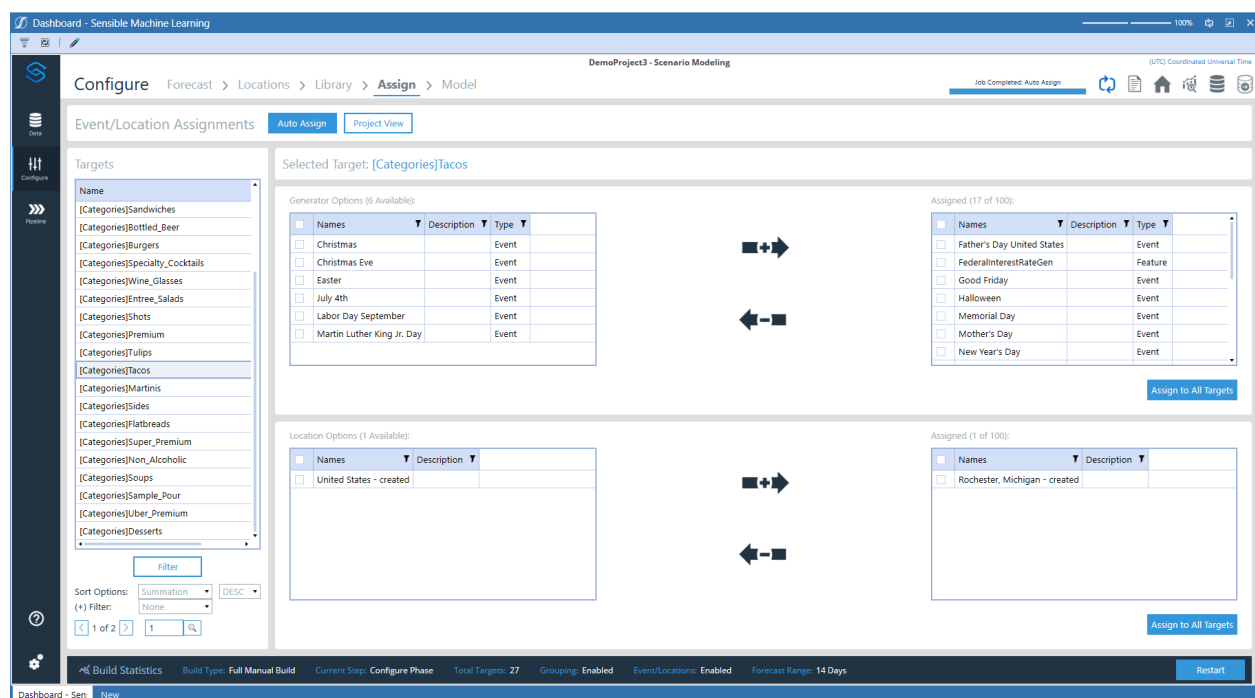 Dashboard - Sensible Machine Learning
100%
DemoProject3 - Scenario Modeling
(UTC) Coordinated Universal Time
Configure Forecast > Locations > Library > Assign > Model
Job Completed: Auto Assign
Data
Configure
Pipeline
Event/Location Assignments Auto Assign Project View
Targets
Name
[Categories]Sandwiches
[Categories]Bottled_Beer
[Categories]Burgers
[Categories]Specialty_Cocktails
[Categories]Wine_Glasses
[Categories]Entree_Salads
[Categories]Shots
[Categories]Premium
[Categories]Tulips
[Categories]Tacos
[Categories]Martinis
[Categories]Sides
[Categories]Flatbreads
[Categories]Super_Premium
[Categories]Non_Alcoholic
[Categories]Soups
[Categories]Sample_Pour
[Categories]Uber_Premium
[Categories]Desserts
Filter
Sort Options: Summation DESC
(+) Filter: None
< 1 of 2 > 1
Selected Target: [Categories]Tacos
Generator Options (6 Available):
Names Description Type
Christmas Event
Christmas Eve Event
Easter Event
July 4th Event
Labor Day September Event
Martin Luther King Jr. Day Event
Assigned (17 of 100):
Names Description Type
Father's Day United States Event
FederalInterestRateGen Feature
Good Friday Event
Halloween Event
Memorial Day Event
Mother's Day Event
New Year's Day Event
Assign to All Targets
Location Options (1 Available):
Names Description
United States - created
Assigned (1 of 100):
Names Description
Rochester, Michigan - created
Assign to All Targets
Build Statistics Build Type: Full Manual Build Current Step: Configure Phase Total Targets: 27 Grouping: Enabled Event/Locations: Enabled Forecast Range: 14 Days Restart
Dashboard - Sen: New